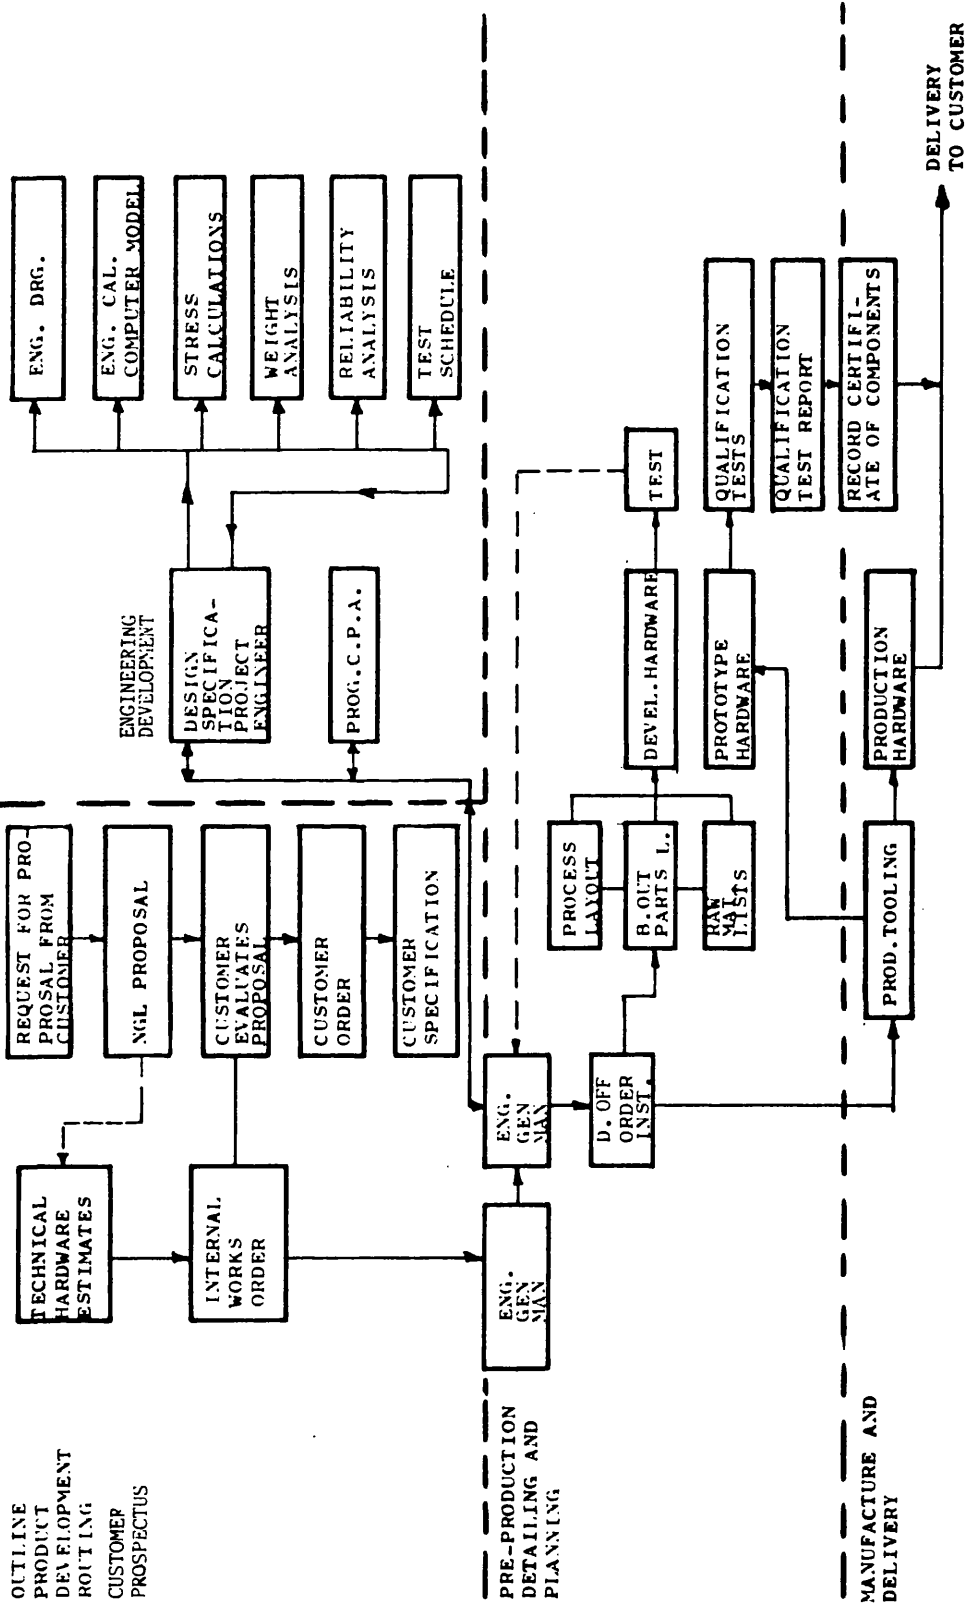 OUTLINE
PRODUCT
DEVELOPMENT
ROUTING
CUSTOMER
PROSPECTUS
TECHNICAL
HARDWARE
ESTIMATES
INTERNAL
WORKS
ORDER
REQUEST FOR PRO-
PROSAL FROM
CUSTOMER
NGL PROPOSAL
CUSTOMER
EVALUATES
PROPOSAL
CUSTOMER
ORDER
CUSTOMER
SPECIFICATION
ENGINEERING
DEVELOPMENT
DESIGN
SPECIFICA-
TION
PROJECT
ENGINEER
PROG.C.P.A.
ENG. DRG.
ENG. CAL.
COMPUTER MODEL
STRESS
CALCULATIONS
WEIGHT
ANALYSIS
RELIABILITY
ANALYSIS
TEST
SCHEDULE
PRE-PRODUCTION
DETAILING AND
PLANNING
ENG.
GEN
MAN
ENG.
GEN
MAN
D. OFF
ORDER
INST.
PROCESS
LAYOUT
B.OUT
PARTS L.
RAW
MAT
LISTS
DEVEL.HARDWARE
TEST
PROTOTYPE
HARDWARE
QUALIFICATION
TESTS
QUALIFICATION
TEST REPORT
RECORD CERTIFI-
ATE OF COMPONENTS
MANUFACTURE AND
DELIVERY
PROD.TOOLING
PRODUCTION
HARDWARE
DELIVERY
TO CUSTOMER